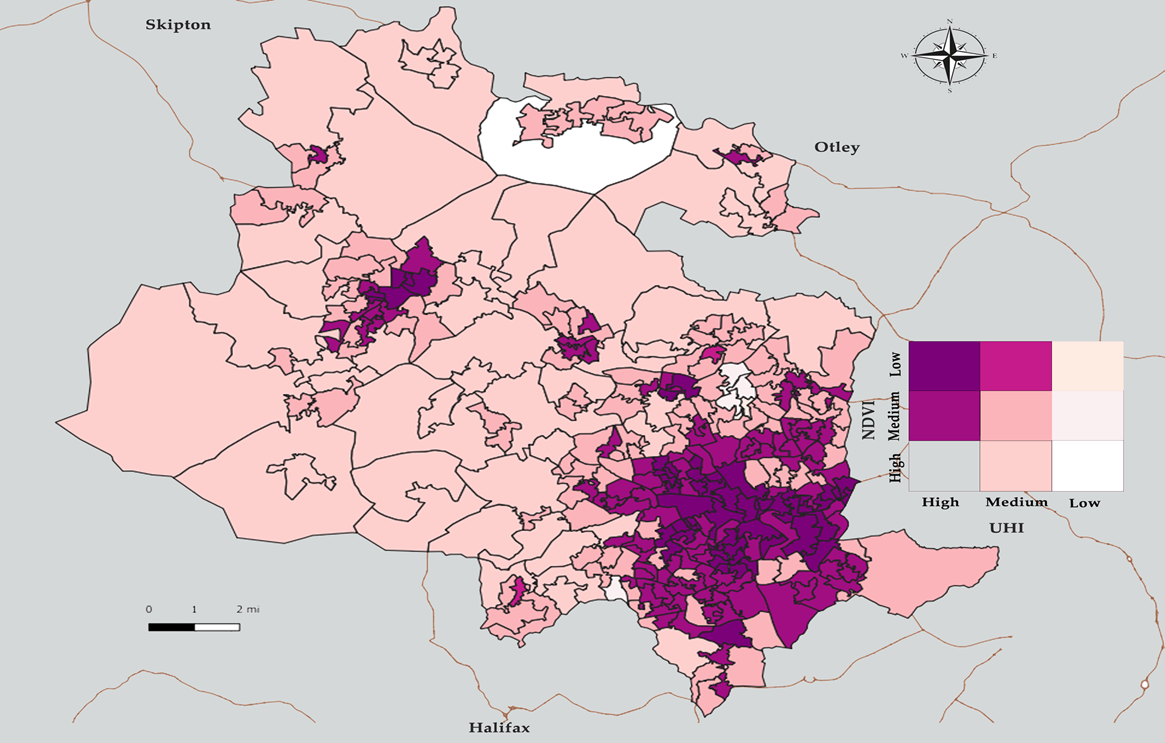 Skipton
N
W
E
S
Otley
Low
Medium
High
NDVI
High Medium Low
UHI
0 1 2 mi
Halifax